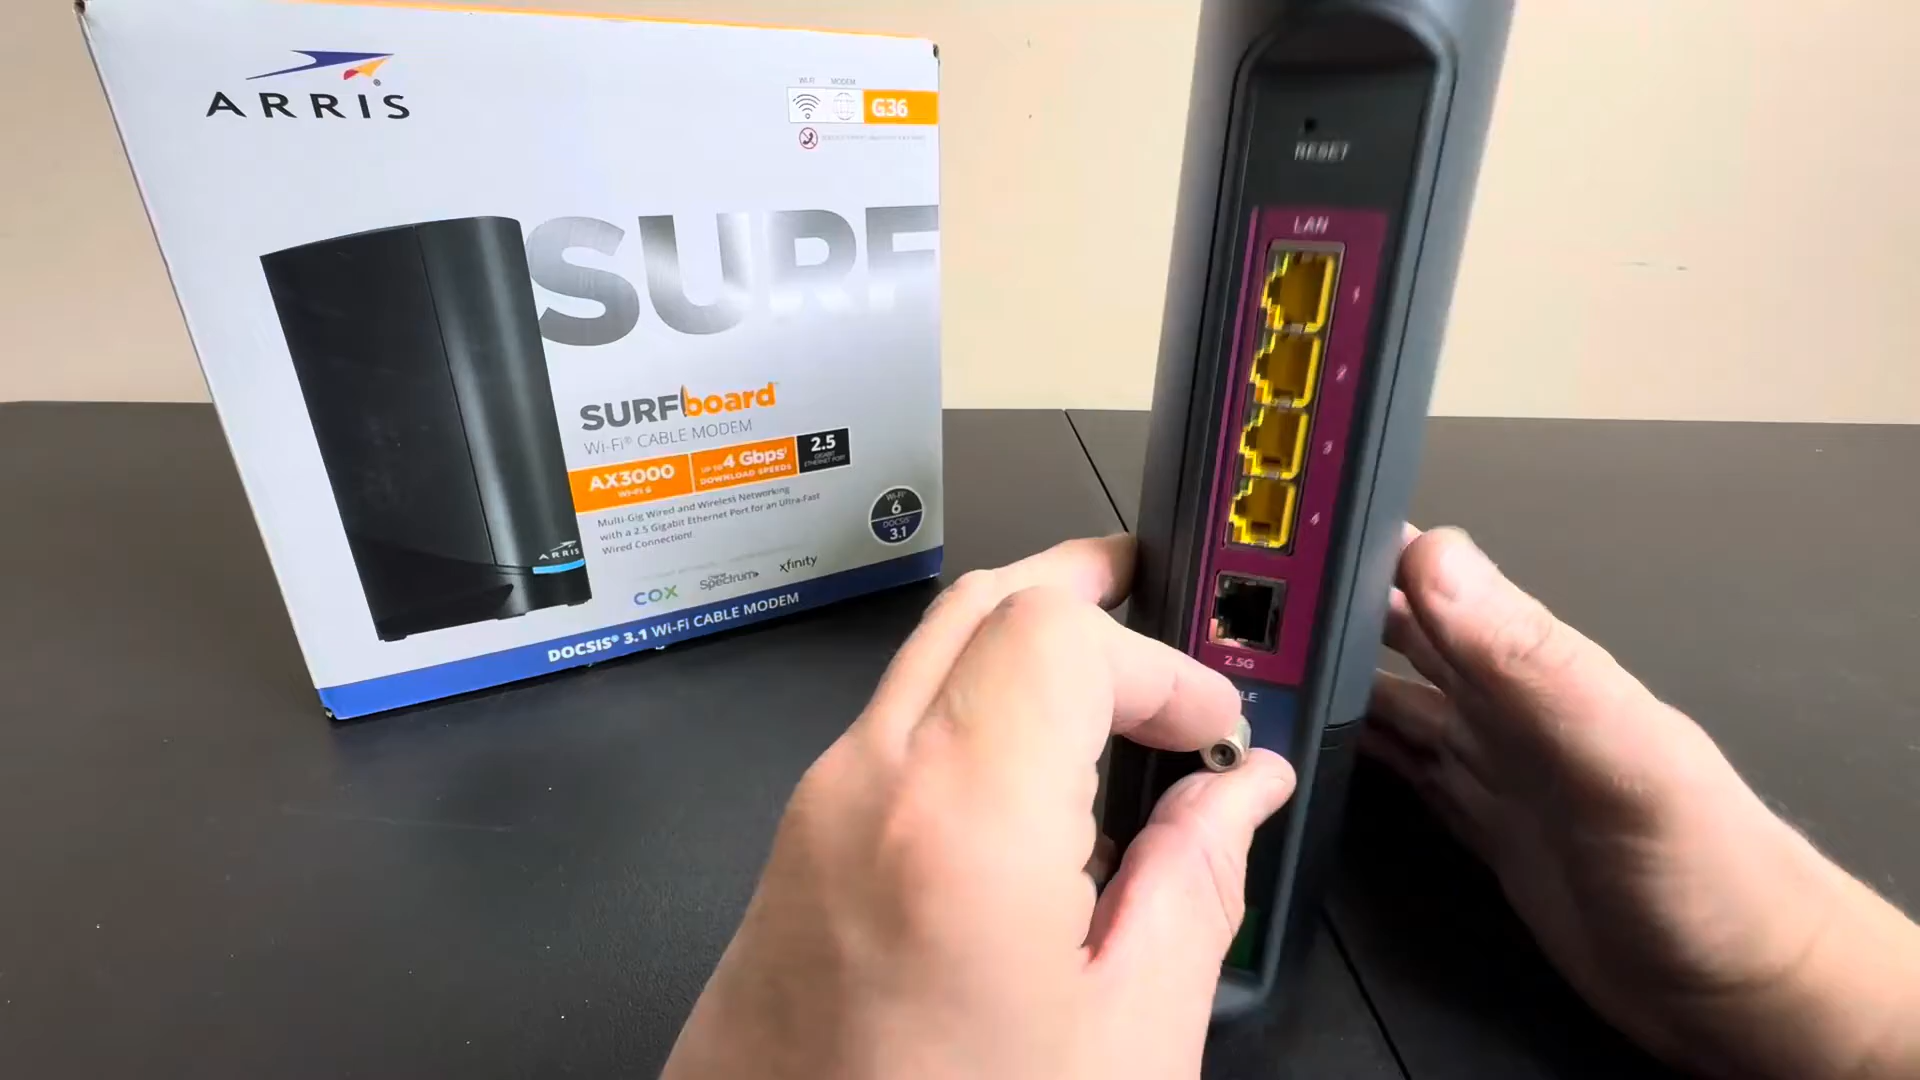 ARRIS
WI-FI MODEM
G36
SURF
SURFboard
Wi-Fi® CABLE MODEM
AX3000
WI-FI 6
UP TO 4 Gbps
DOWNLOAD SPEEDS
2.5
GIGABIT
ETHERNET PORT
Multi-Gig Wired and Wireless Networking
with a 2.5 Gigabit Ethernet Port for an Ultra-Fast
Wired Connection!
Wi-Fi
6
DOCSIS
3.1
ARRIS
COX Spectrum xfinity
DOCSIS® 3.1 Wi-Fi CABLE MODEM
RESET
LAN
1
2
3
4
2.5G
LE